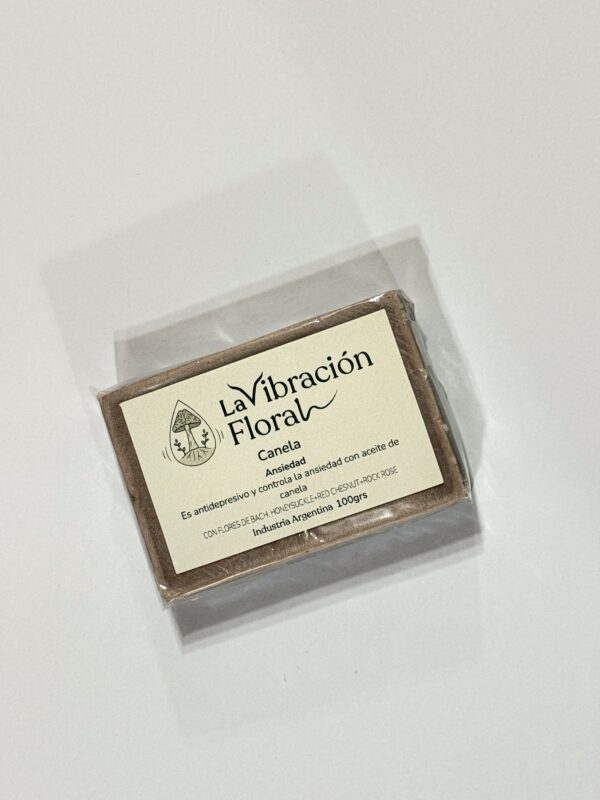 La Vibración
Floral
Canela
Ansiedad
Es antidepresivo y controla la ansiedad con aceite de
canela
CON FLORES DE BACH: HONEYSUCKLE+RED CHESNUT+ROCK ROSE
Industria Argentina 100grs